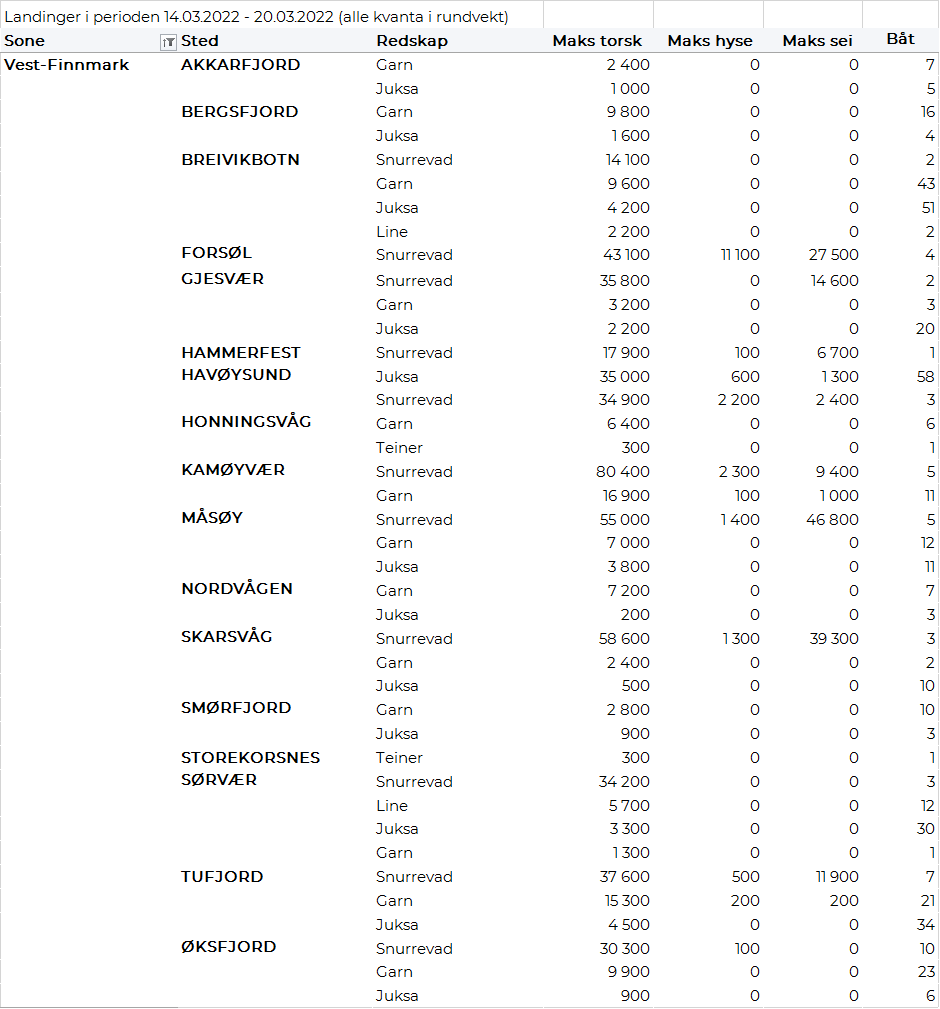 Landinger i perioden 14.03.2022 - 20.03.2022 (alle kvanta i rundvekt)
Sone Sted Redskap Maks torsk Maks hyse Maks sei Båt
Vest-Finnmark AKKARFJORD Garn 2 400 0 0 7
Juksa 1 000 0 0 5
BERGSFJORD Garn 9 800 0 0 16
Juksa 1 600 0 0 4
BREIVIKBOTN Snurrevad 14 100 0 0 2
Garn 9 600 0 0 43
Juksa 4 200 0 0 51
Line 2 200 0 0 2
FORSØL Snurrevad 43 100 11 100 27 500 4
GJESVÆR Snurrevad 35 800 0 14 600 2
Garn 3 200 0 0 3
Juksa 2 200 0 0 20
HAMMERFEST Snurrevad 17 900 100 6 700 1
HAVØYSUND Juksa 35 000 600 1 300 58
Snurrevad 34 900 2 200 2 400 3
HONNINGSVÅG Garn 6 400 0 0 6
Teiner 300 0 0 1
KAMØYVÆR Snurrevad 80 400 2 300 9 400 5
Garn 16 900 100 1 000 11
MÅSØY Snurrevad 55 000 1 400 46 800 5
Garn 7 000 0 0 12
Juksa 3 800 0 0 11
NORDVÅGEN Garn 7 200 0 0 7
Juksa 200 0 0 3
SKARSVÅG Snurrevad 58 600 1 300 39 300 3
Garn 2 400 0 0 2
Juksa 500 0 0 10
SMØRFJORD Garn 2 800 0 0 10
Juksa 900 0 0 3
STOREKORSNES Teiner 300 0 0 1
SØRVÆR Snurrevad 34 200 0 0 3
Line 5 700 0 0 12
Juksa 3 300 0 0 30
Garn 1 300 0 0 1
TUFJORD Snurrevad 37 600 500 11 900 7
Garn 15 300 200 200 21
Juksa 4 500 0 0 34
ØKSFJORD Snurrevad 30 300 100 0 10
Garn 9 900 0 0 23
Juksa 900 0 0 6